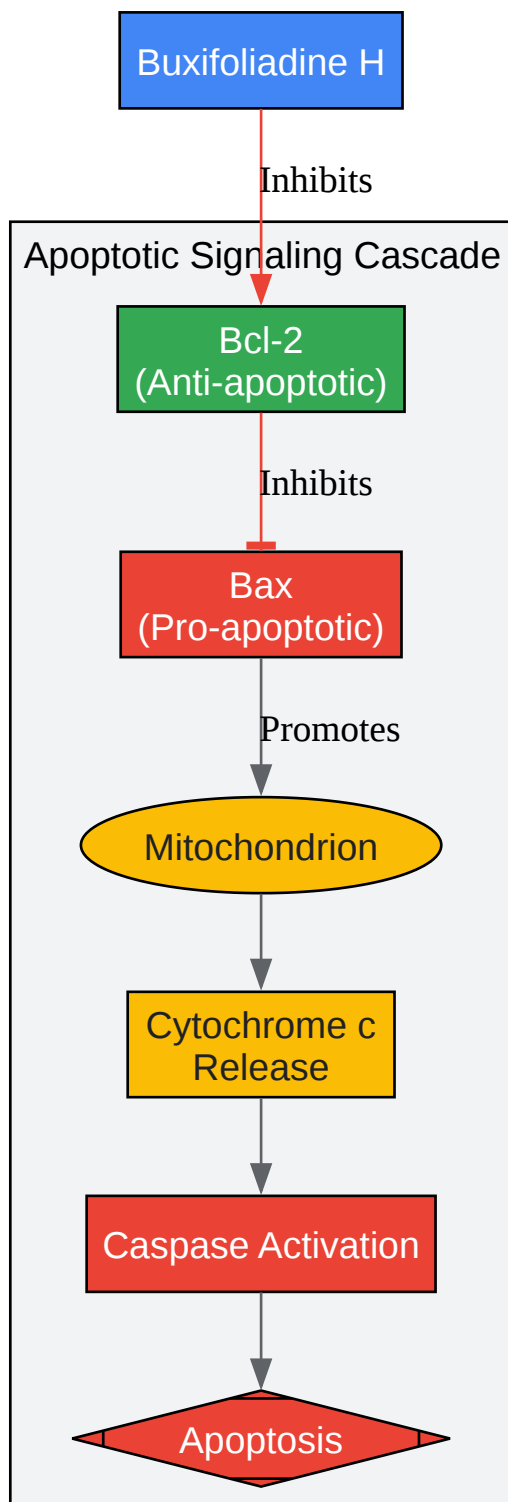 Buxifoliadine H
Inhibits
Apoptotic Signaling Cascade
Bcl-2
(Anti-apoptotic)
Inhibits
Bax
(Pro-apoptotic)
Promotes
Mitochondrion
Cytochrome c
Release
Caspase Activation
Apoptosis